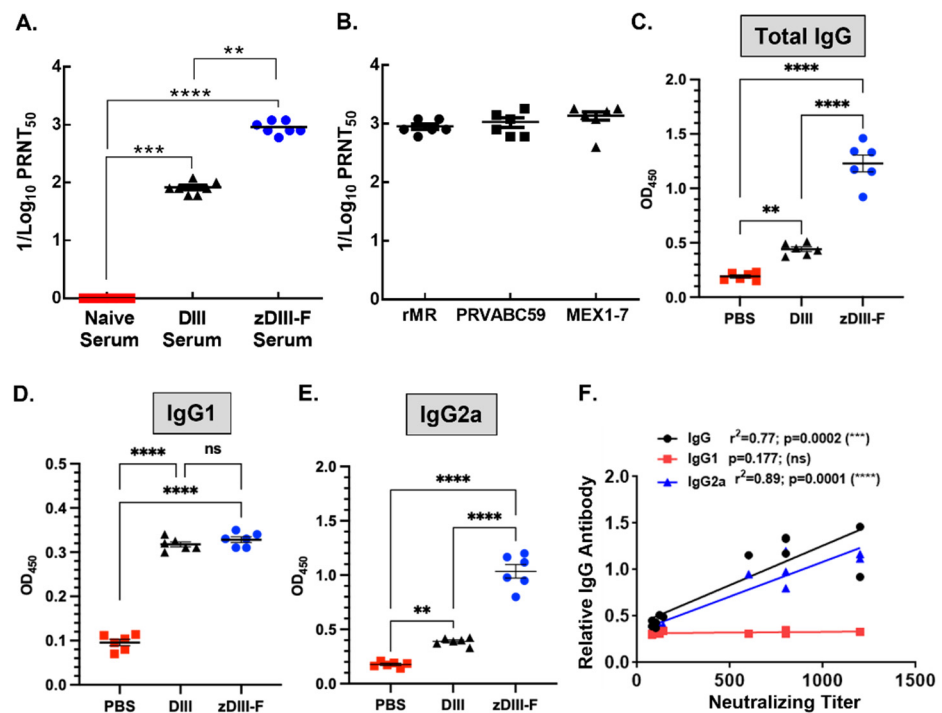 A.
**
****
***
1/Log10 PRNT50
4
3
2
1
0
Naive Serum
DIII Serum
zDIII-F Serum
B.
1/Log10 PRNT50
4
3
2
1
0
rMR
PRVABC59
MEX1-7
C.
Total IgG
****
****
**
OD450
2.0
1.5
1.0
0.5
0.0
PBS
DIII
zDIII-F
D.
IgG1
****
ns
****
OD450
0.5
0.4
0.3
0.2
0.1
0.0
PBS
DIII
zDIII-F
E.
IgG2a
****
****
**
OD450
2.0
1.5
1.0
0.5
0.0
PBS
DIII
zDIII-F
F.
IgG r2=0.77; p=0.0002 (***)
IgG1 p=0.177; (ns)
IgG2a r2=0.89; p=0.0001 (****)
Relative IgG Antibody
2.0
1.5
1.0
0.5
0.0
0
500
1000
1500
Neutralizing Titer